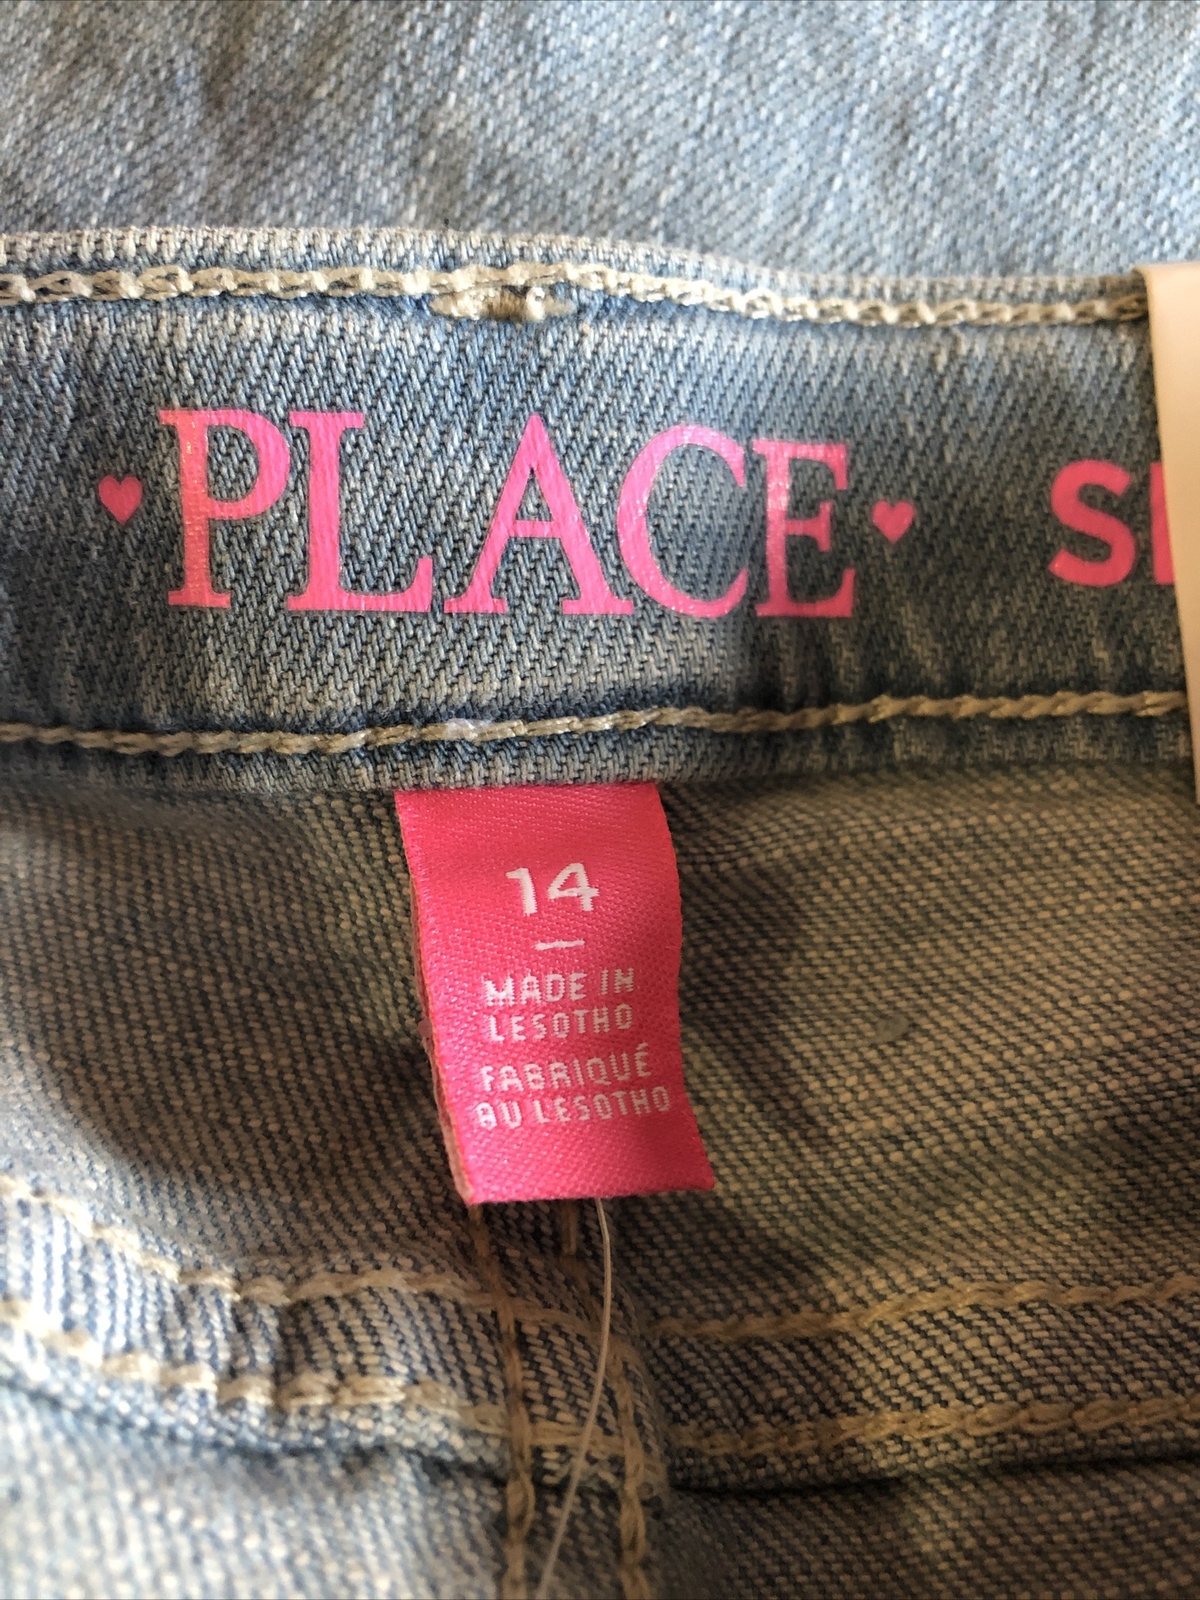 PLACE
14
MADE IN
LESOTHO
FABRIQUÉ
AU LESOTHO